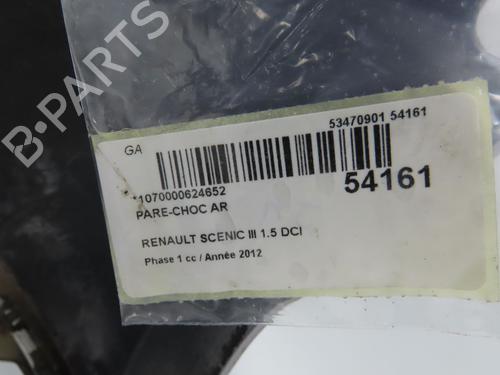 B-PARTS
GA
53470901 54161
*1070000624652
54161
PARE-CHOC AR
RENAULT SCENIC III 1.5 DCI
Phase 1 cc / Année 2012